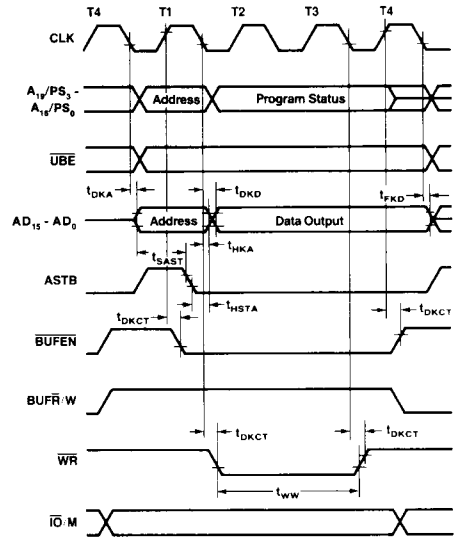 T4 T1 T2 T3 T4
CLK
A19/PS3 -
A16/PS0
Address
Program Status
UBE
tDKA
tDKD
tFKD
AD15 - AD0
Address
Data Output
tHKA
tSAST
ASTB
tHSTA
tDKCT
tDKCT
BUFEN
BUFR/W
tDKCT
tDKCT
WR
tWW
IO/M